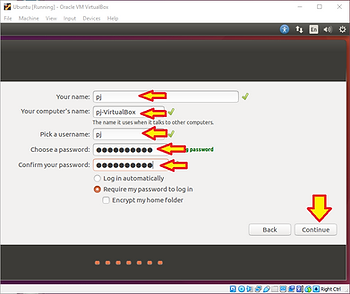 Ubuntu [Running] - Oracle VM VirtualBox
File Machine View Input Devices Help
En
Your name: pj
Your computer's name: pj-VirtualBox
The name it uses when it talks to other computers.
Pick a username: pj
Choose a password: ●●●●●●●●●● password
Confirm your password: ●●●●●●●●●●
Log in automatically
Require my password to log in
Encrypt my home folder
Back Continue
Right Ctrl